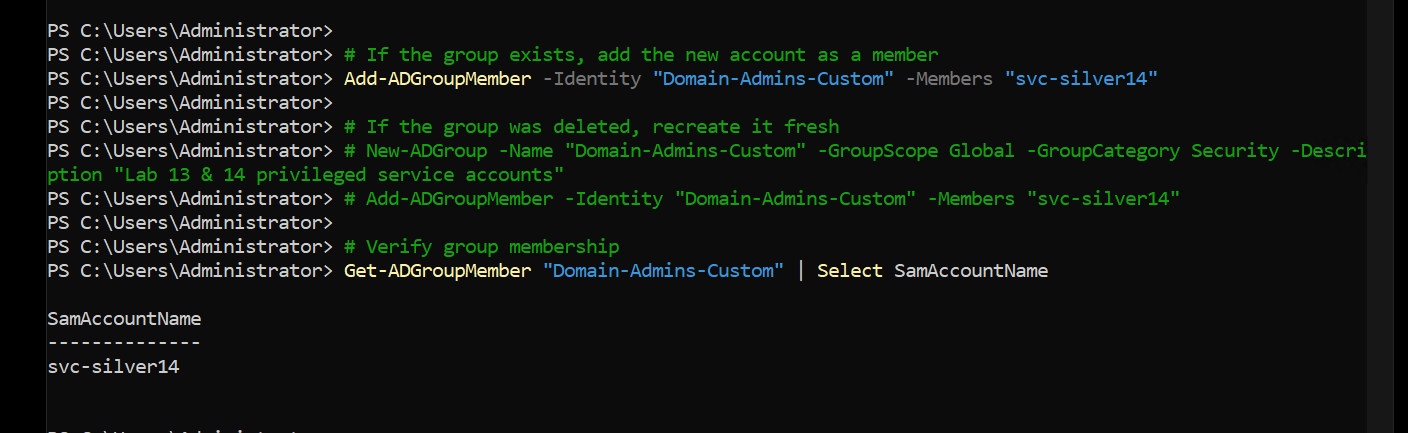 PS C:\Users\Administrator>
PS C:\Users\Administrator> # If the group exists, add the new account as a member
PS C:\Users\Administrator> Add-ADGroupMember -Identity "Domain-Admins-Custom" -Members "svc-silver14"
PS C:\Users\Administrator>
PS C:\Users\Administrator> # If the group was deleted, recreate it fresh
PS C:\Users\Administrator> # New-ADGroup -Name "Domain-Admins-Custom" -GroupScope Global -GroupCategory Security -Descri
ption "Lab 13 & 14 privileged service accounts"
PS C:\Users\Administrator> # Add-ADGroupMember -Identity "Domain-Admins-Custom" -Members "svc-silver14"
PS C:\Users\Administrator>
PS C:\Users\Administrator> # Verify group membership
PS C:\Users\Administrator> Get-ADGroupMember "Domain-Admins-Custom" | Select SamAccountName
SamAccountName
--------------
svc-silver14